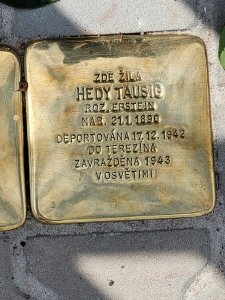 ZDE ŽILA
HEDY TAUSIG
ROZ. EPSTEIN
NAR. 21.1. 1890
DEPORTOVÁNA 17.12. 1942
DO TEREZÍNA
ZAVRAŽDĚNA 1943
V OSVĚTIMI